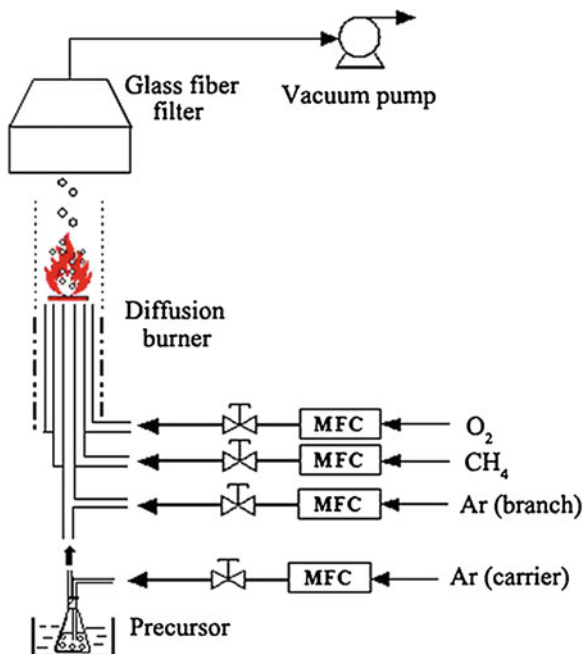 Glass fiber
filter
Vacuum pump
Diffusion
burner
MFC
O₂
MFC
CH₄
MFC
Ar (branch)
MFC
Ar (carrier)
Precursor